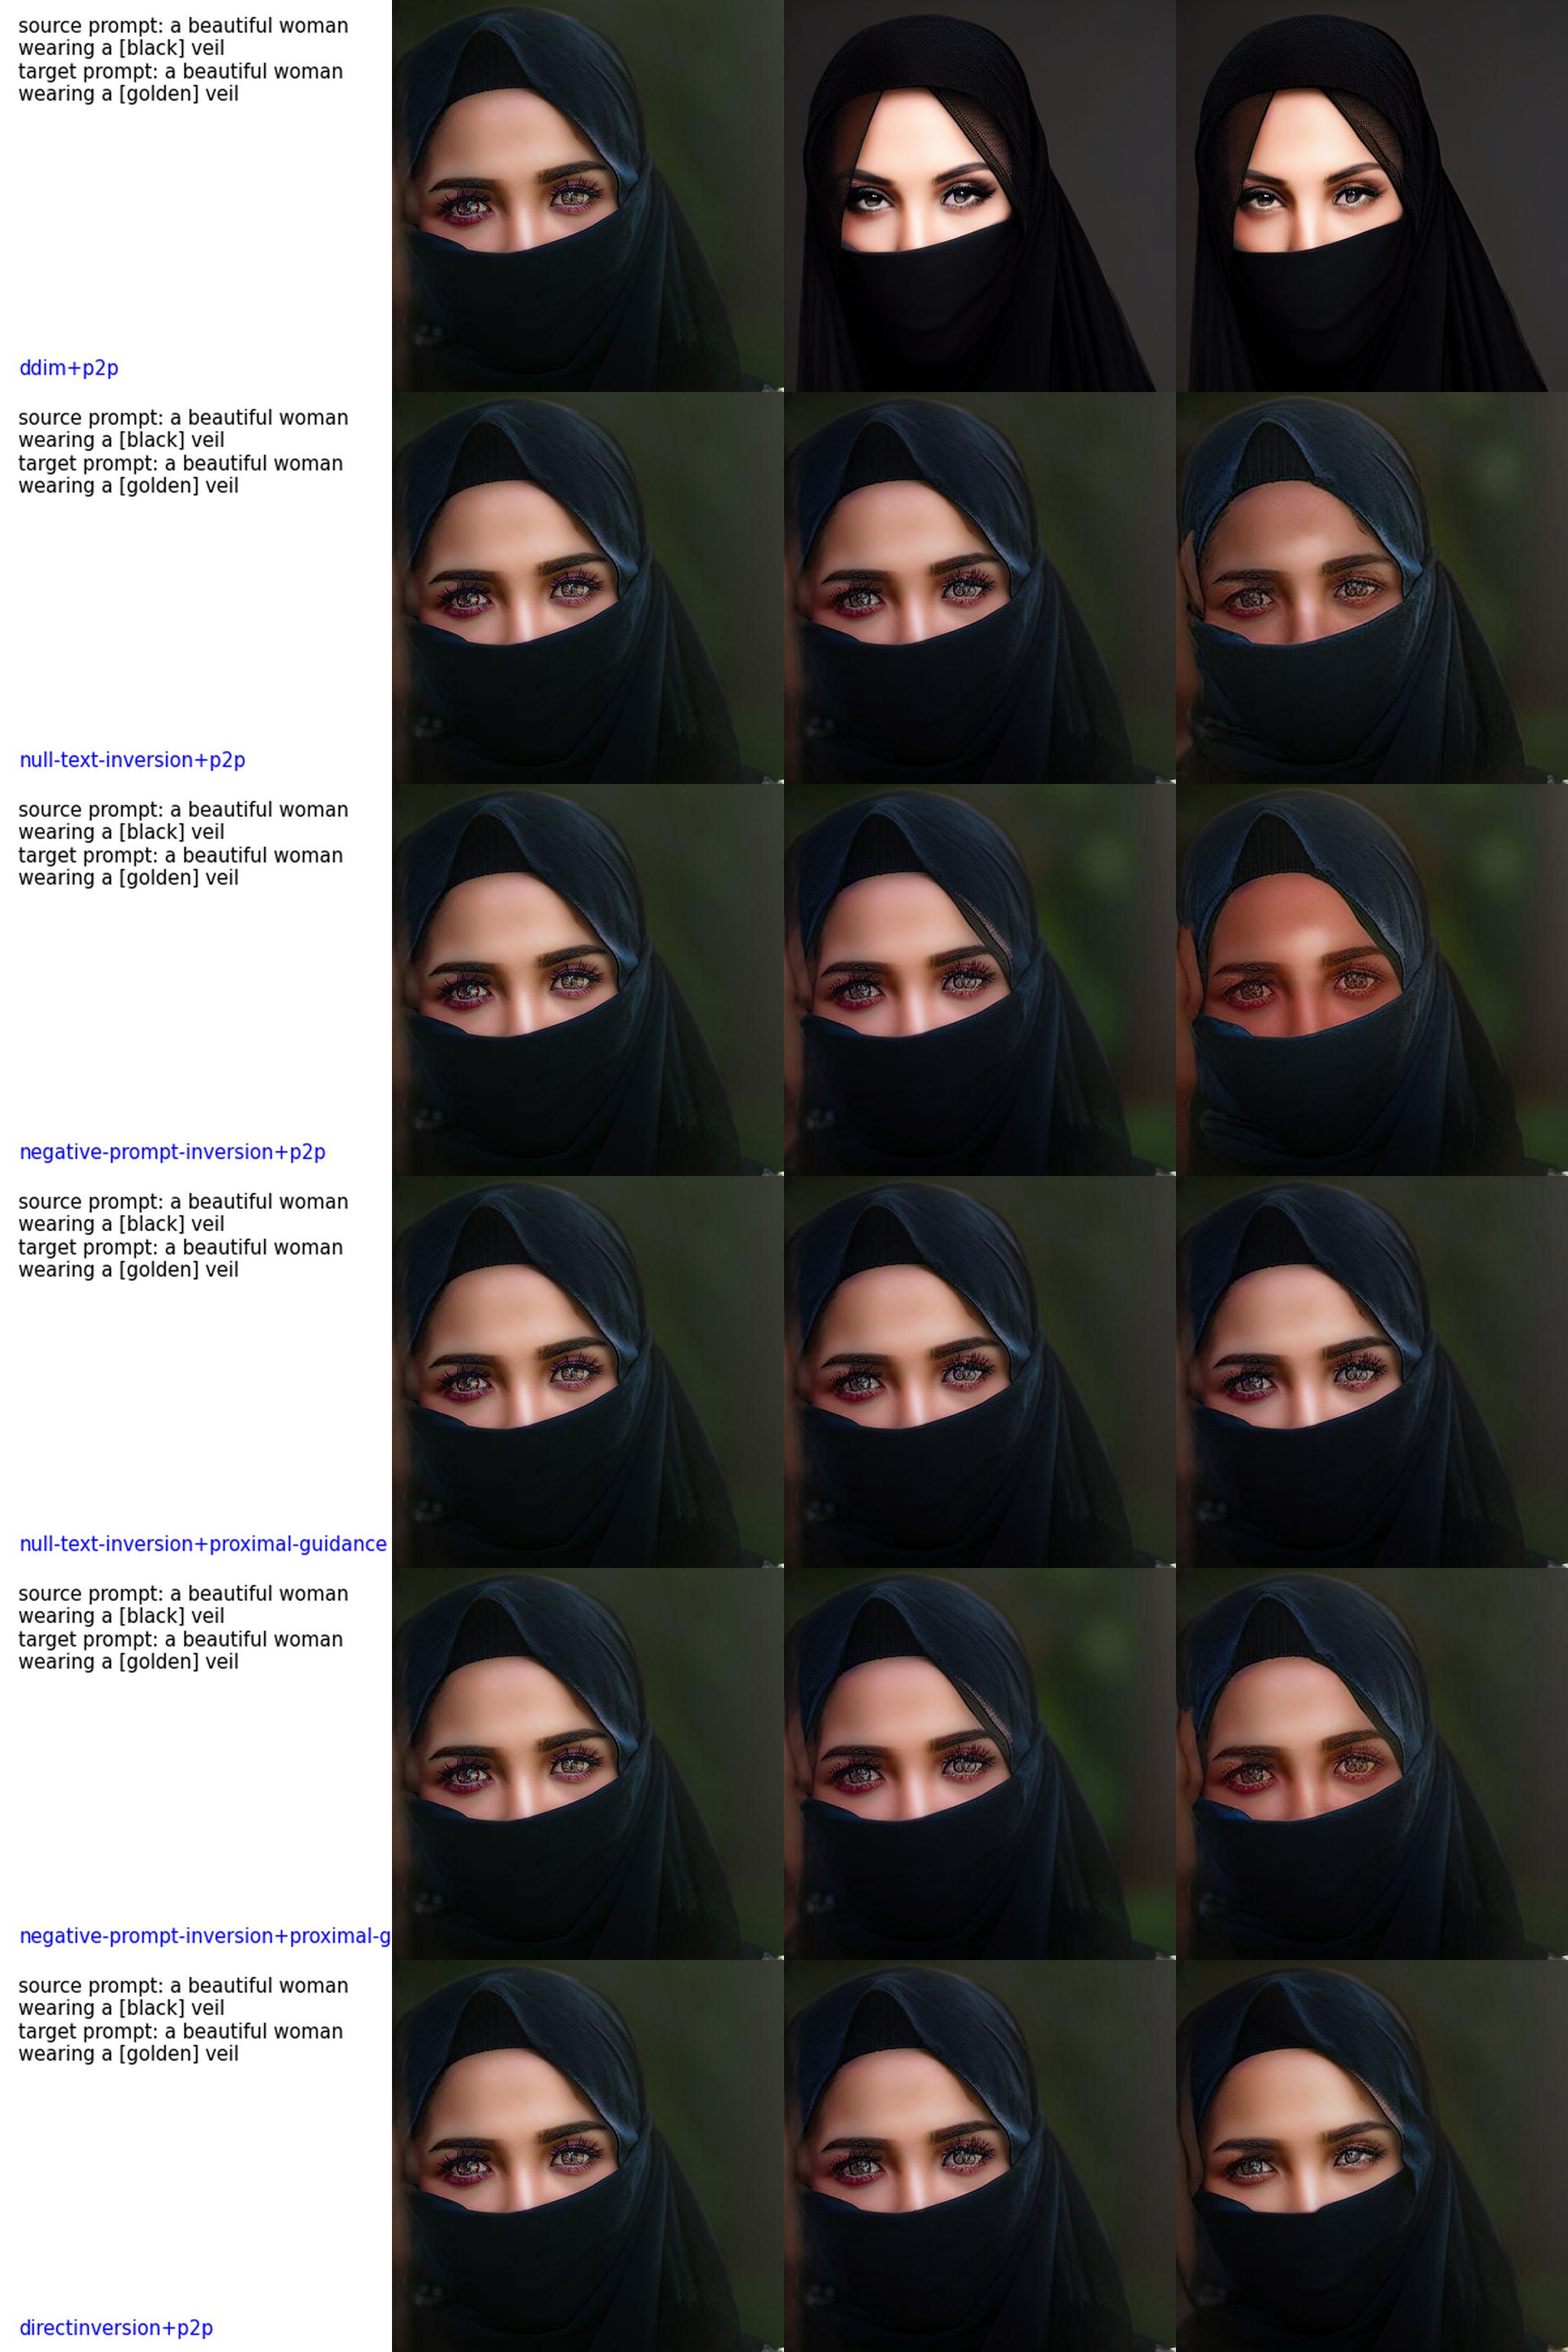 source prompt: a beautiful woman
wearing a [black] veil
target prompt: a beautiful woman
wearing a [golden] veil
ddim+p2p
source prompt: a beautiful woman
wearing a [black] veil
target prompt: a beautiful woman
wearing a [golden] veil
null-text-inversion+p2p
source prompt: a beautiful woman
wearing a [black] veil
target prompt: a beautiful woman
wearing a [golden] veil
negative-prompt-inversion+p2p
source prompt: a beautiful woman
wearing a [black] veil
target prompt: a beautiful woman
wearing a [golden] veil
null-text-inversion+proximal-guidance
source prompt: a beautiful woman
wearing a [black] veil
target prompt: a beautiful woman
wearing a [golden] veil
negative-prompt-inversion+proximal-g
source prompt: a beautiful woman
wearing a [black] veil
target prompt: a beautiful woman
wearing a [golden] veil
directinversion+p2p